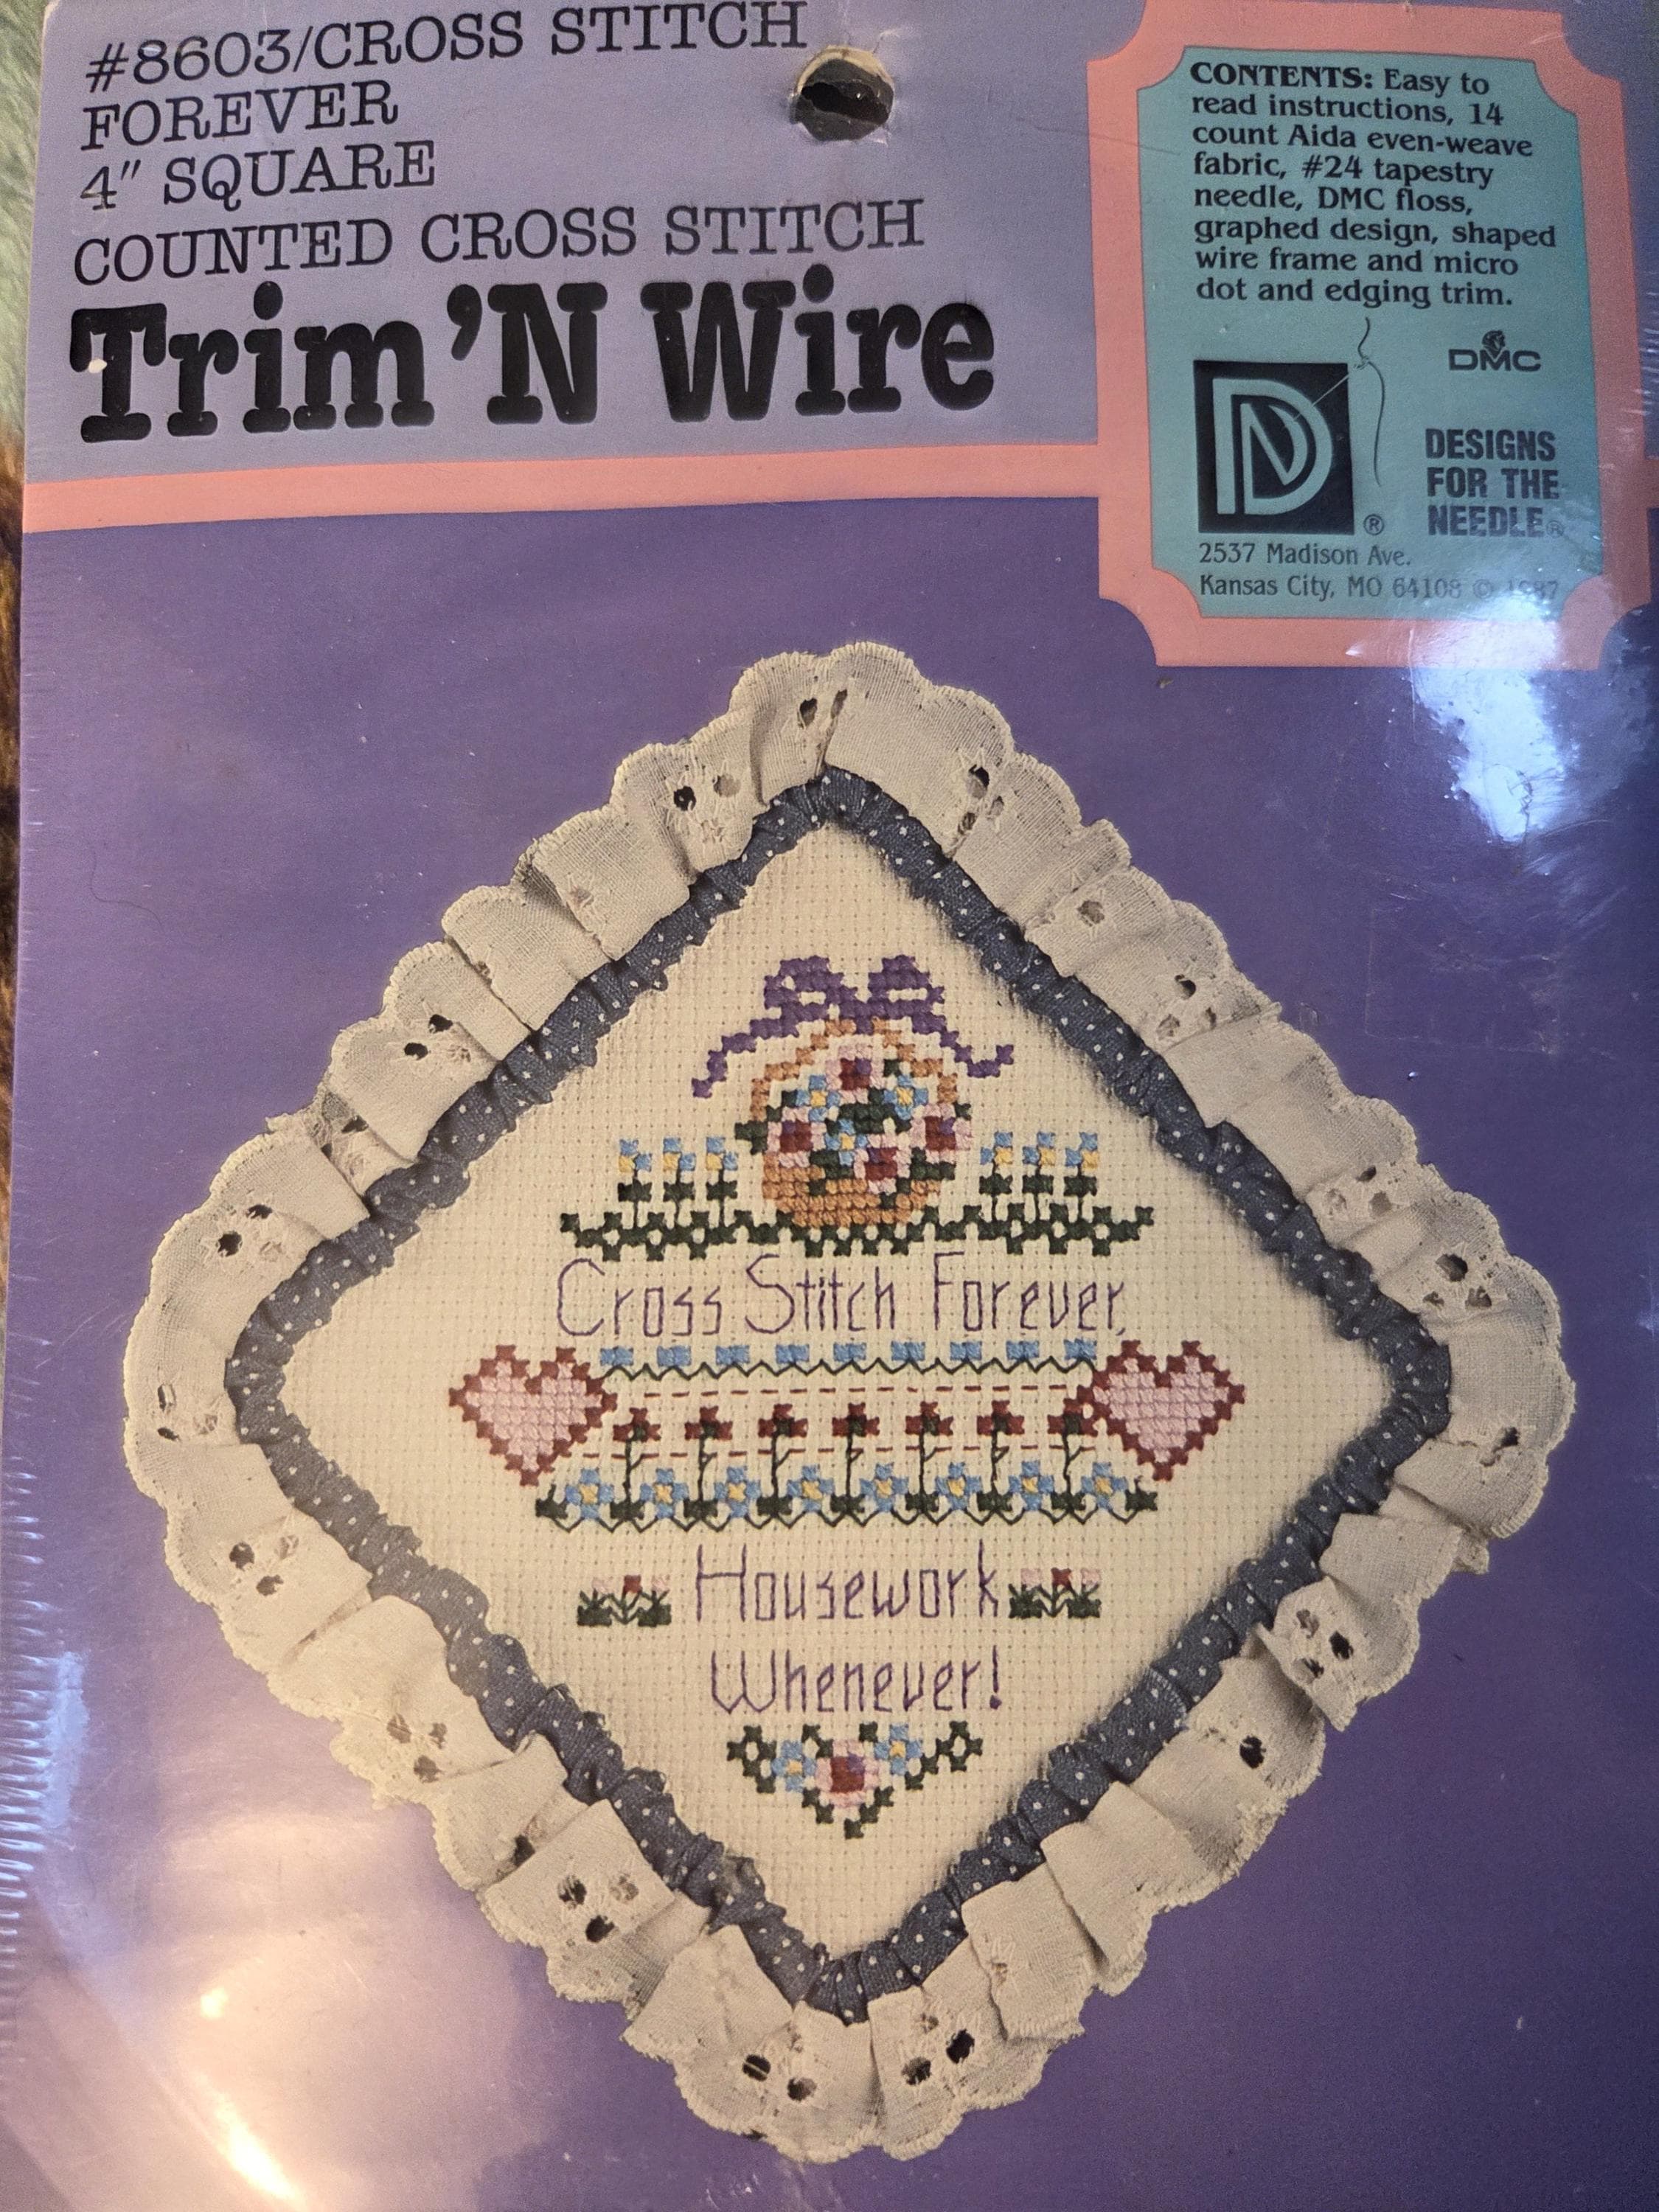 #8603/CROSS STITCH
FOREVER
4" SQUARE
COUNTED CROSS STITCH
Trim 'N Wire
CONTENTS: Easy to
read instructions, 14
count Aida even-weave
fabric, #24 tapestry
needle, DMC floss,
graphed design, shaped
wire frame and micro
dot and edging trim.
DMC
DN ®
DESIGNS
FOR THE
NEEDLE®
2537 Madison Ave.
Kansas City, MO 64108 © 1987
Cross Stitch Forever,
Housework
Whenever!